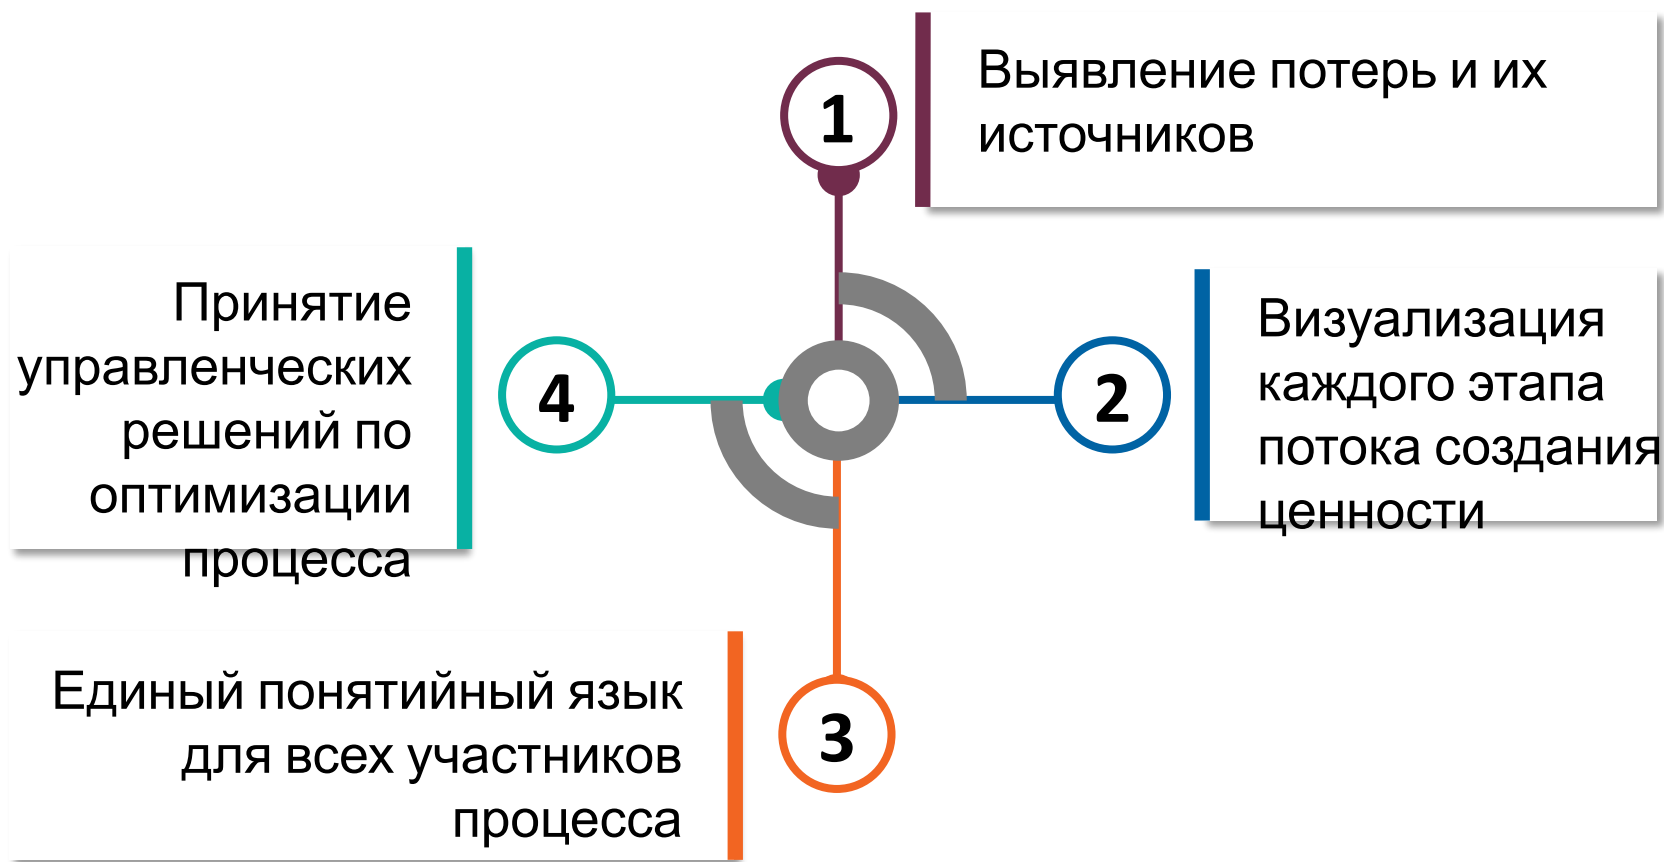 1
Выявление потерь и их
источников
2
Визуализация
каждого этапа
потока создания
ценности
3
Единый понятийный язык
для всех участников
процесса
4
Принятие
управленческих
решений по
оптимизации
процесса